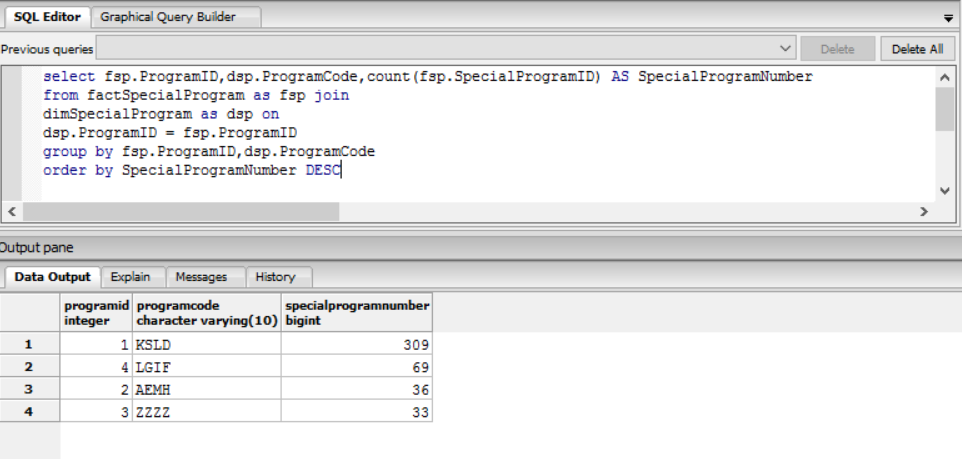 SQL Editor Graphical Query Builder
Previous queries Delete Delete All
select fsp.ProgramID,dsp.ProgramCode,count(fsp.SpecialProgramID) AS SpecialProgramNumber
from factSpecialProgram as fsp join
dimSpecialProgram as dsp on
dsp.ProgramID = fsp.ProgramID
group by fsp.ProgramID,dsp.ProgramCode
order by SpecialProgramNumber DESC
Output pane
Data Output Explain Messages History
programid programcode specialprogramnumber
integer character varying(10) bigint
1 1 KSLD 309
2 4 LGIF 69
3 2 AEMH 36
4 3 ZZZZ 33